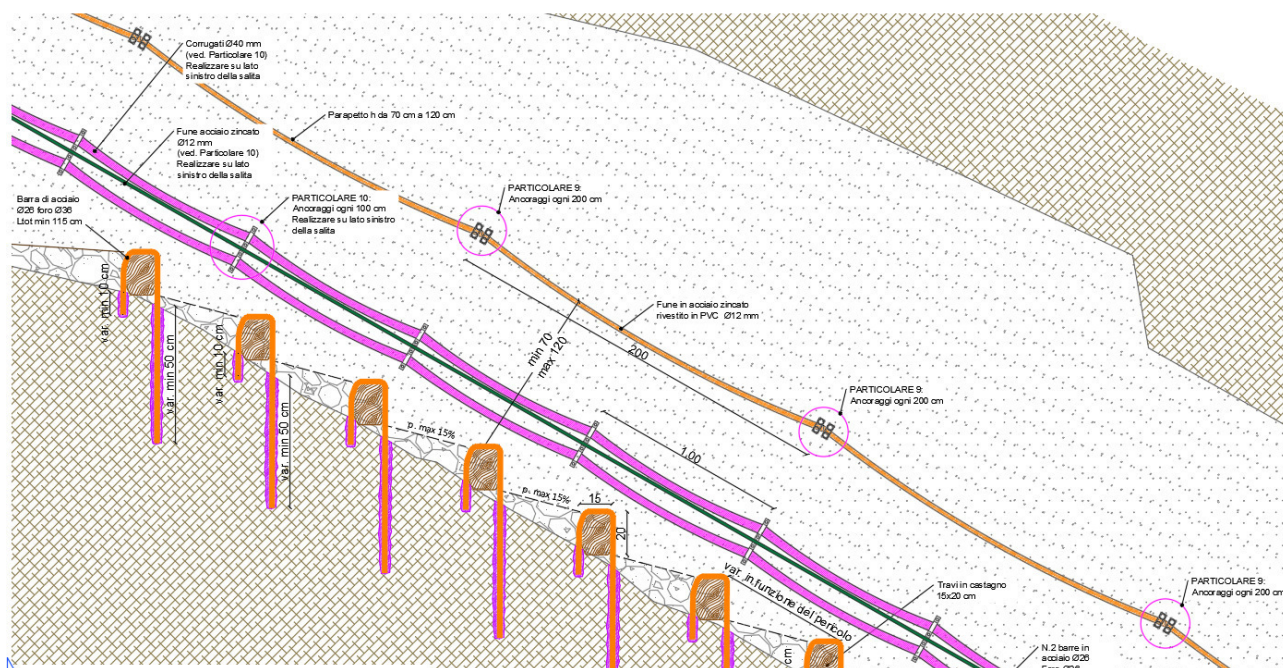 Corrugati Ø40 mm
(ved. Particolare 10)
Realizzare su lato
sinistro della salita
Parapetto h da 70 cm a 120 cm
Fune acciaio zincato
Ø12 mm
(ved. Particolare 10)
Realizzare su lato
sinistro della salita
Barra di acciaio
Ø26 foro Ø36
Ltot min 115 cm
PARTICOLARE 10:
Ancoraggi ogni 100 cm
Realizzare su lato sinistro
della salita
PARTICOLARE 9:
Ancoraggi ogni 200 cm
var. min 10 cm
var. min 50 cm
var. min 10 cm
var. min 50 cm
Fune in acciaio zincato
rivestito in PVC Ø12 mm
200
min 70
max 120
PARTICOLARE 9:
Ancoraggi ogni 200 cm
p. max 15%
1.00
p. max 15%
15
20
var. in funzione del pericolo
Travi in castagno
15x20 cm
PARTICOLARE 9:
Ancoraggi ogni 200 cm
cm
N.2 barre in
acciaio Ø26